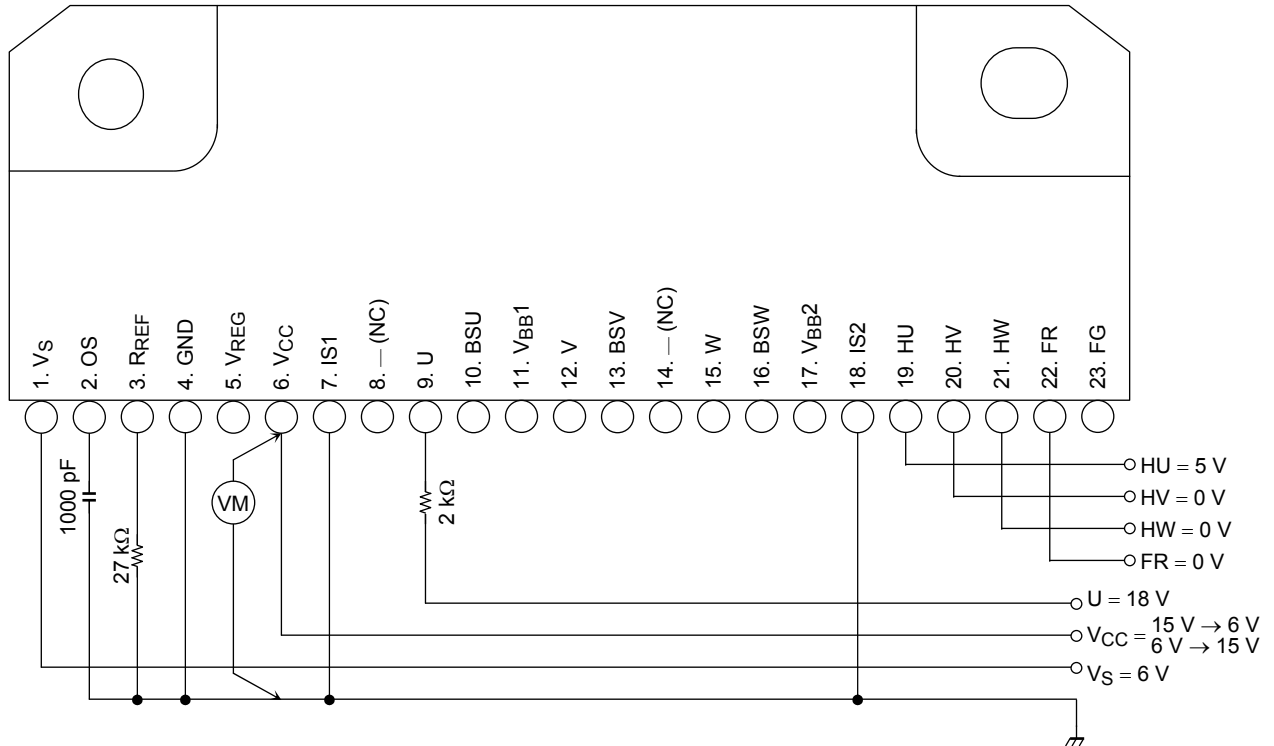 1. VS
2. OS
3. RREF
4. GND
5. VREG
6. VCC
7. IS1
8. — (NC)
9. U
10. BSU
11. VBB1
12. V
13. BSV
14. — (NC)
15. W
16. BSW
17. VBB2
18. IS2
19. HU
20. HV
21. HW
22. FR
23. FG
1000 pF
27 kΩ
VM
2 kΩ
HU = 5 V
HV = 0 V
HW = 0 V
FR = 0 V
U = 18 V
VCC = 15 V → 6 V
6 V → 15 V
VS = 6 V